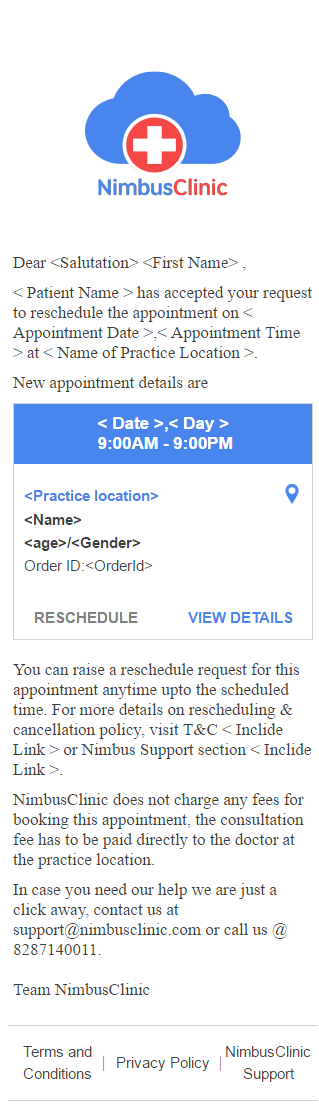 NimbusClinic
Dear <Salutation> <First Name> ,
< Patient Name > has accepted your request
to reschedule the appointment on <
Appointment Date >,< Appointment Time
> at < Name of Practice Location >.
New appointment details are
< Date >,< Day >
9:00AM - 9:00PM
<Practice location>
<Name>
<age>/<Gender>
Order ID:<OrderId>
RESCHEDULE VIEW DETAILS
You can raise a reschedule request for this
appointment anytime upto the scheduled
time. For more details on rescheduling &
cancellation policy, visit T&C < Inclide
Link > or Nimbus Support section < Inclide
Link >.
NimbusClinic does not charge any fees for
booking this appointment, the consultation
fee has to be paid directly to the doctor at
the practice location.
In case you need our help we are just a
click away, contact us at
support@nimbusclinic.com or call us @
8287140011.
Team NimbusClinic
Terms and
Conditions | Privacy Policy | NimbusClinic
Support